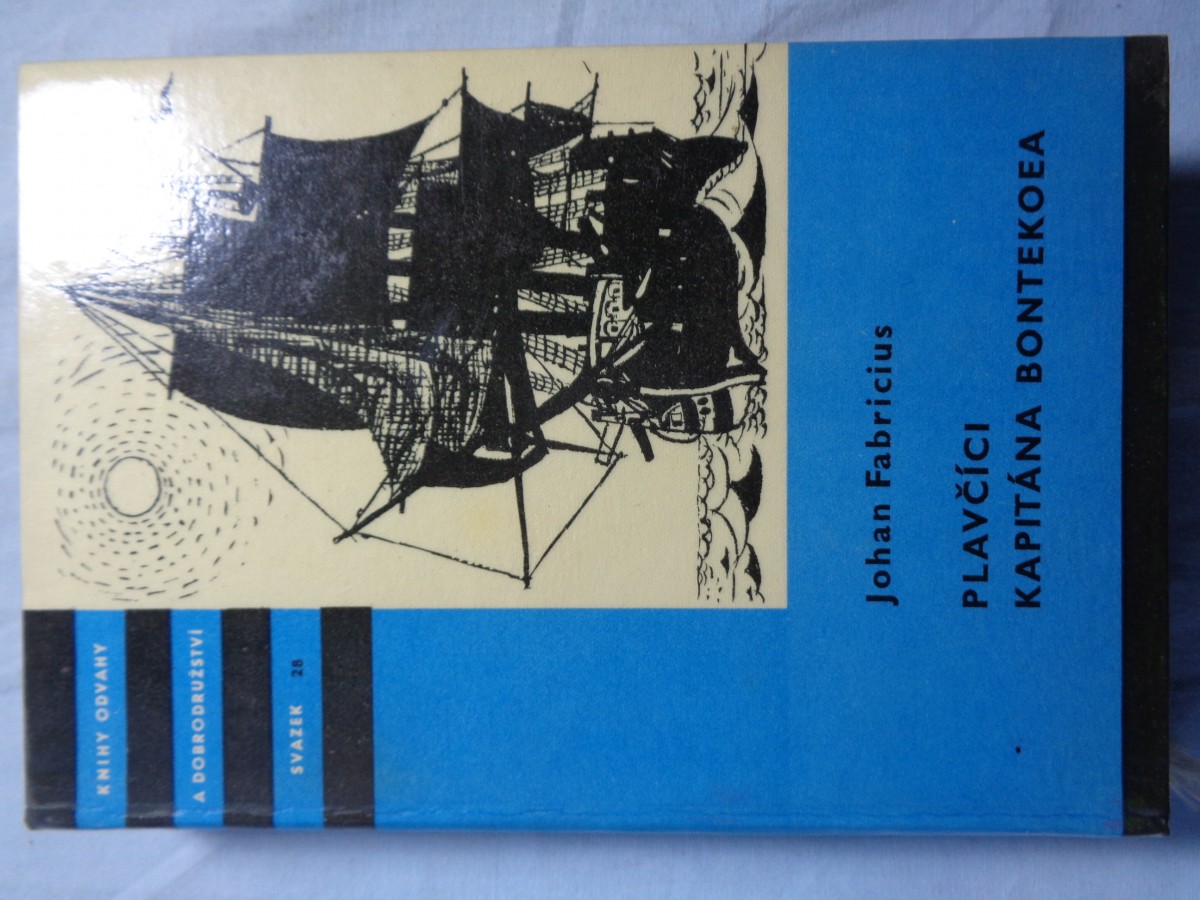 KNIHY ODVAHY
A DOBRODRUŽSTVÍ
SVAZEK 28
Johan Fabricius
PLAVČÍCI
KAPITÁNA BONTEKOEA